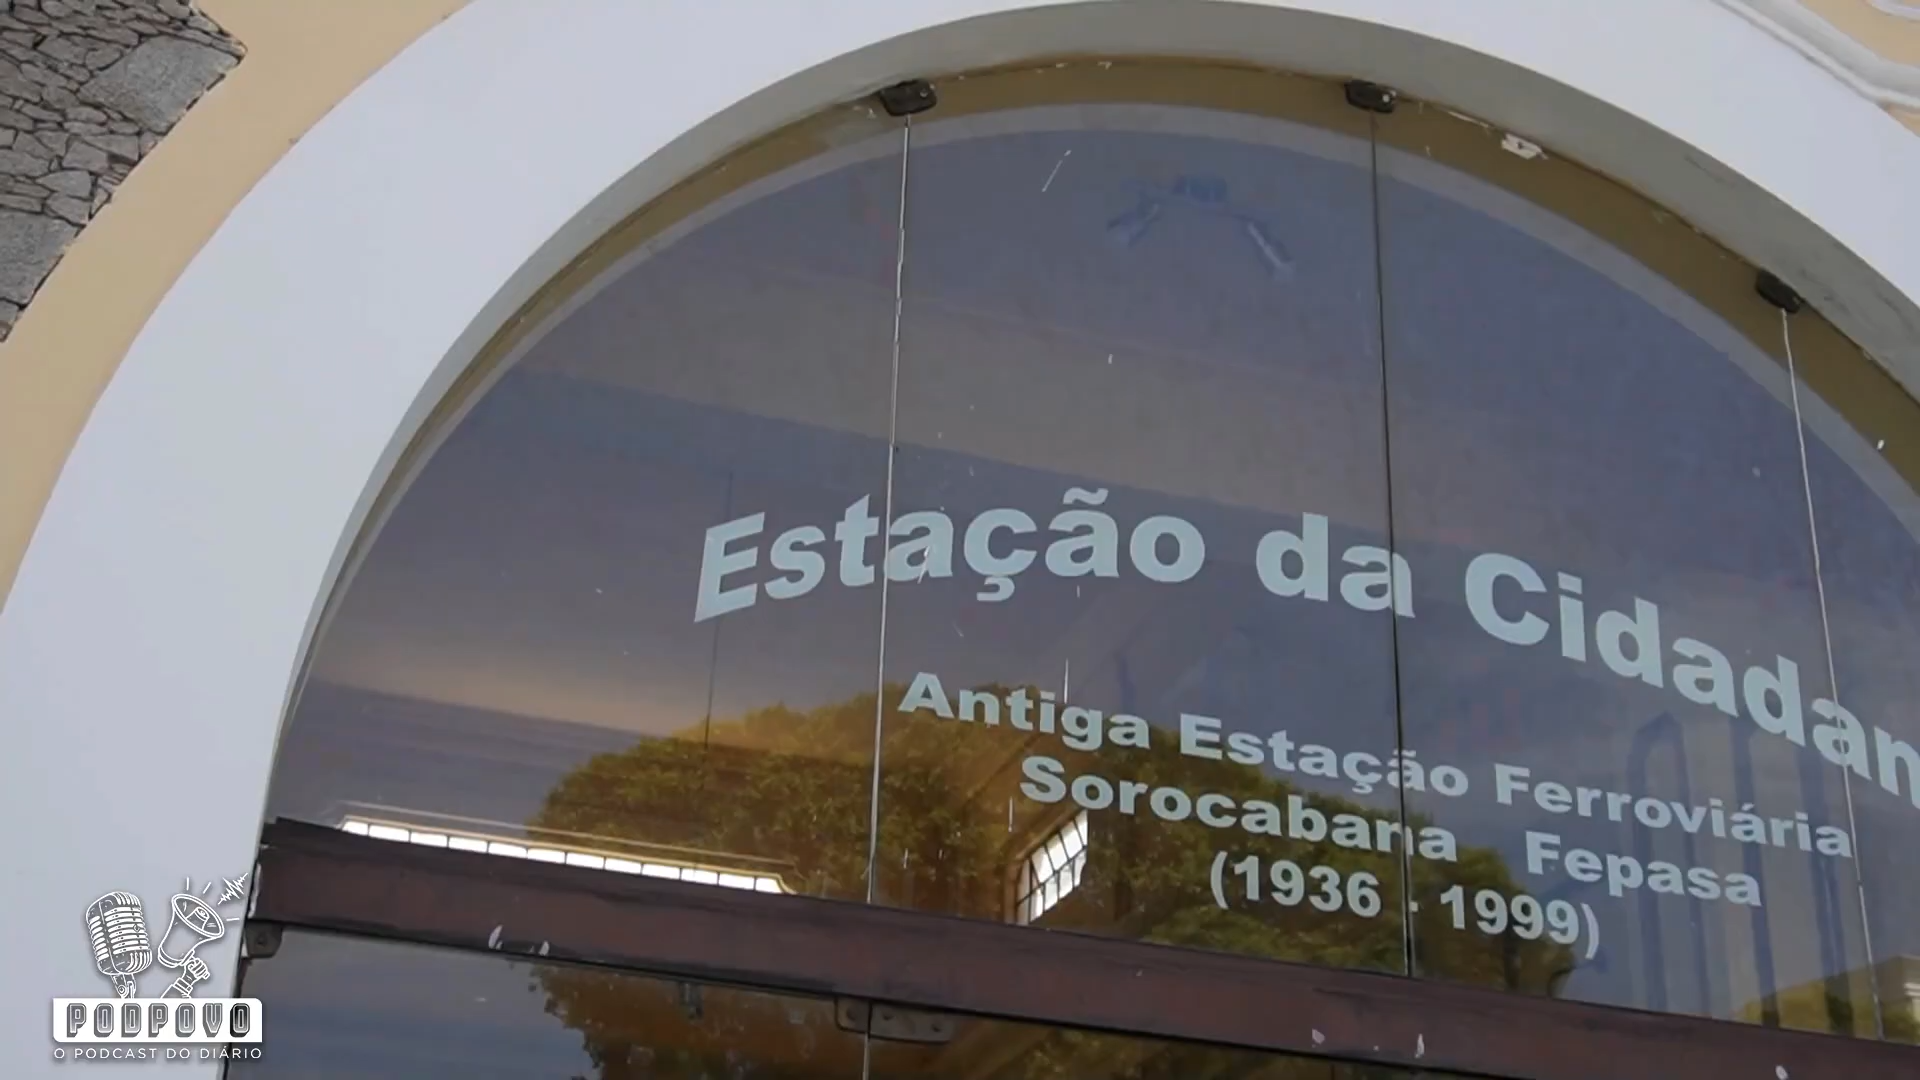 Estação da Cidadan
Antiga Estação Ferroviária
Sorocabana Fepasa
(1936 - 1999)
PODPOVO
O PODCAST DO DIÁRIO